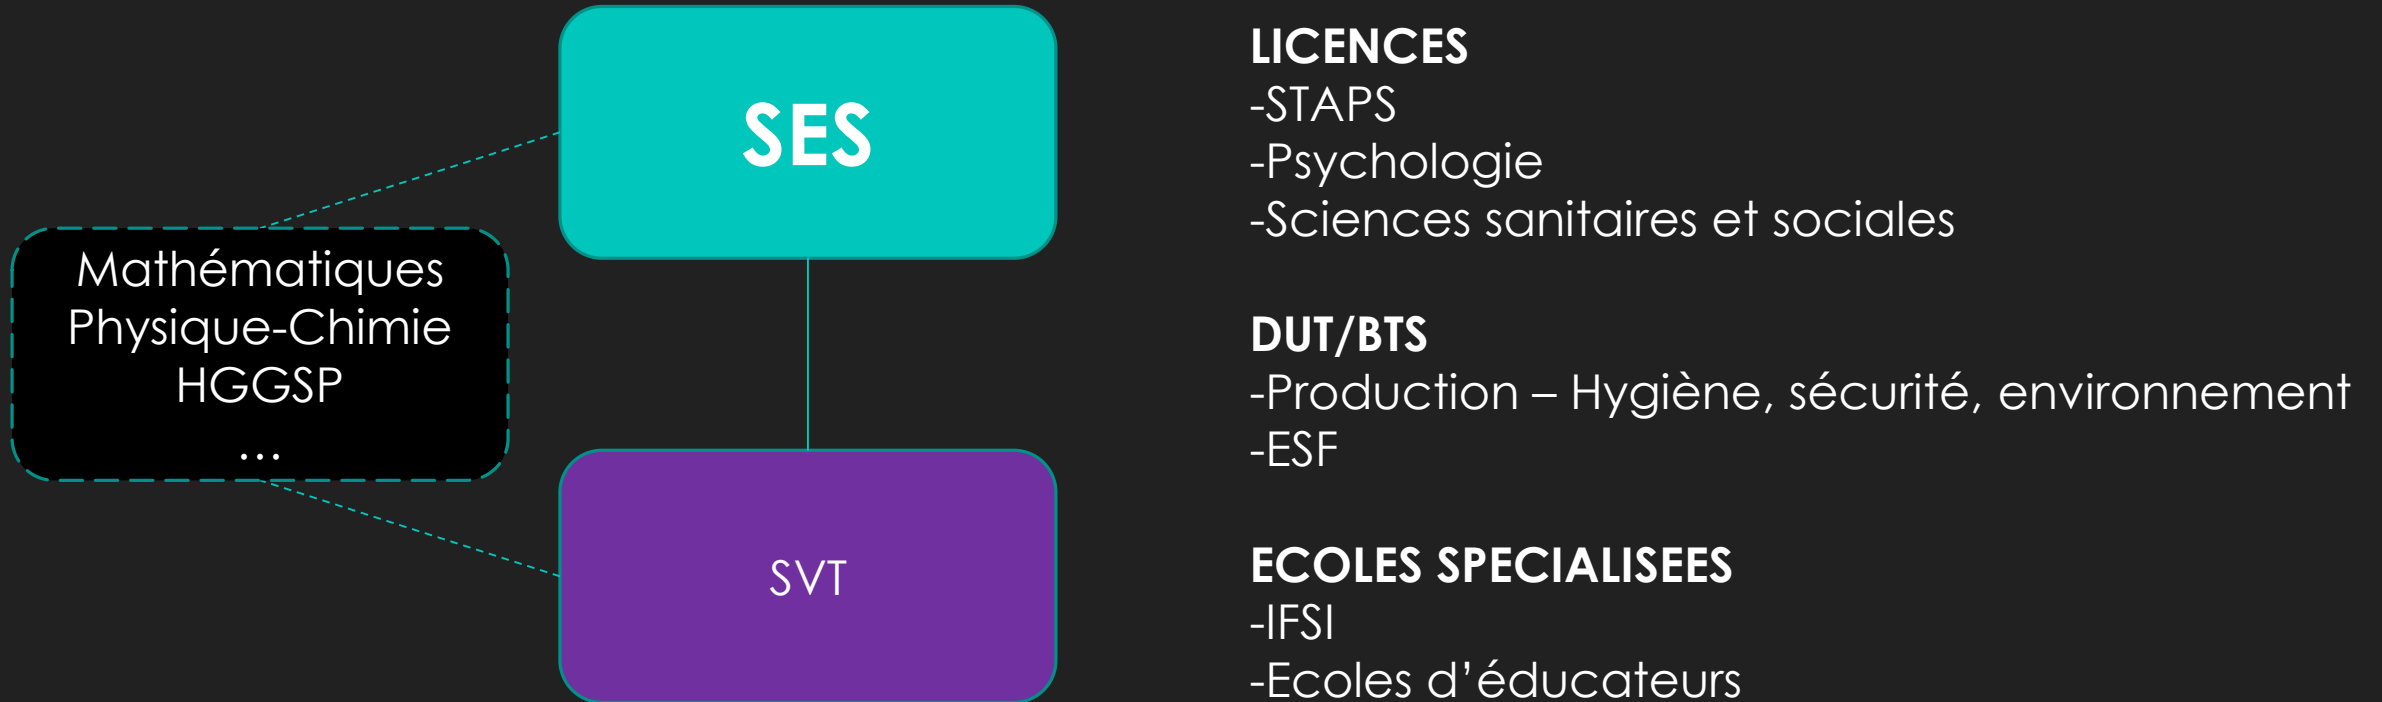 SES
Mathématiques
Physique-Chimie
HGGSP
…
SVT
LICENCES
-STAPS
-Psychologie
-Sciences sanitaires et sociales
DUT/BTS
-Production – Hygiène, sécurité, environnement
-ESF
ECOLES SPECIALISEES
-IFSI
-Ecoles d’éducateurs